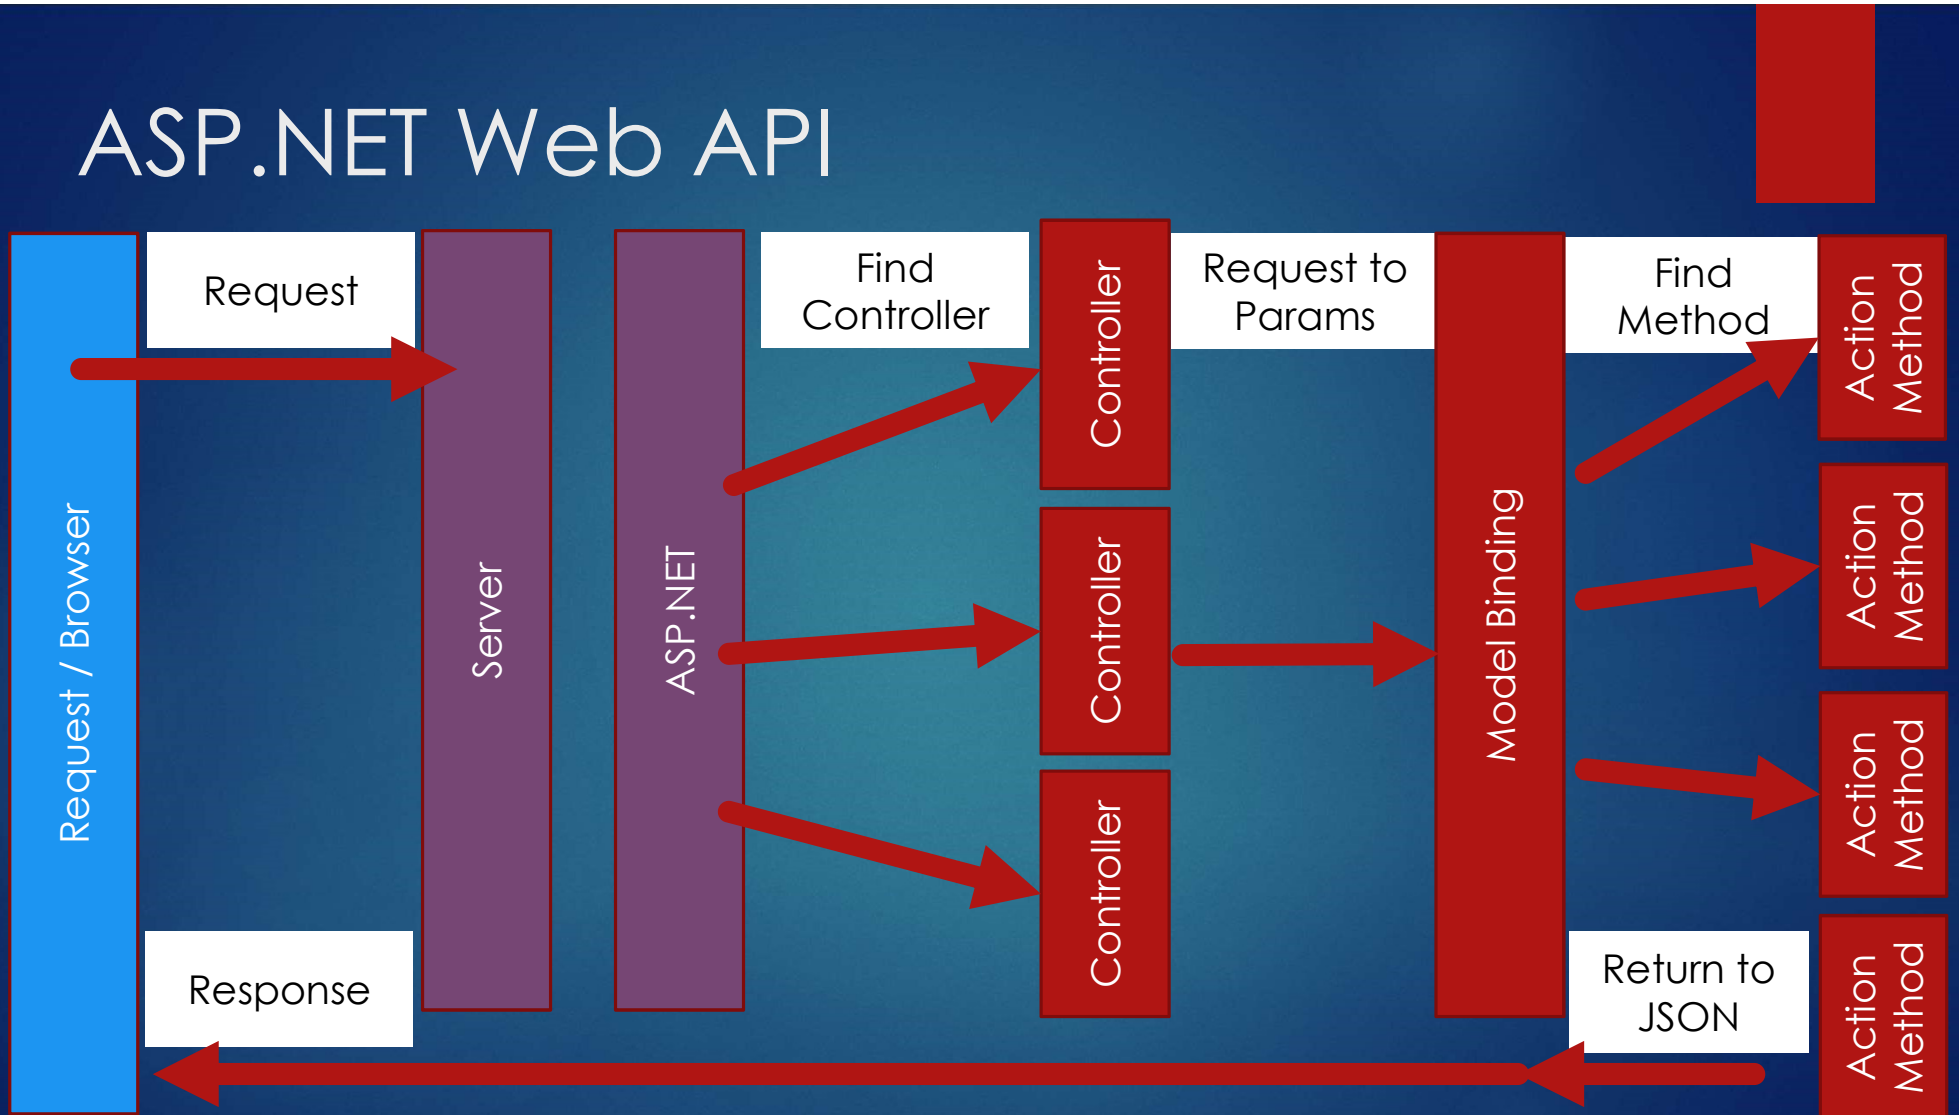 ASP.NET Web API
Request / Browser
Request
Server
ASP.NET
Find
Controller
Controller
Controller
Controller
Request to
Params
Model Binding
Find
Method
Action
Method
Action
Method
Action
Method
Action
Method
Return to
JSON
Response